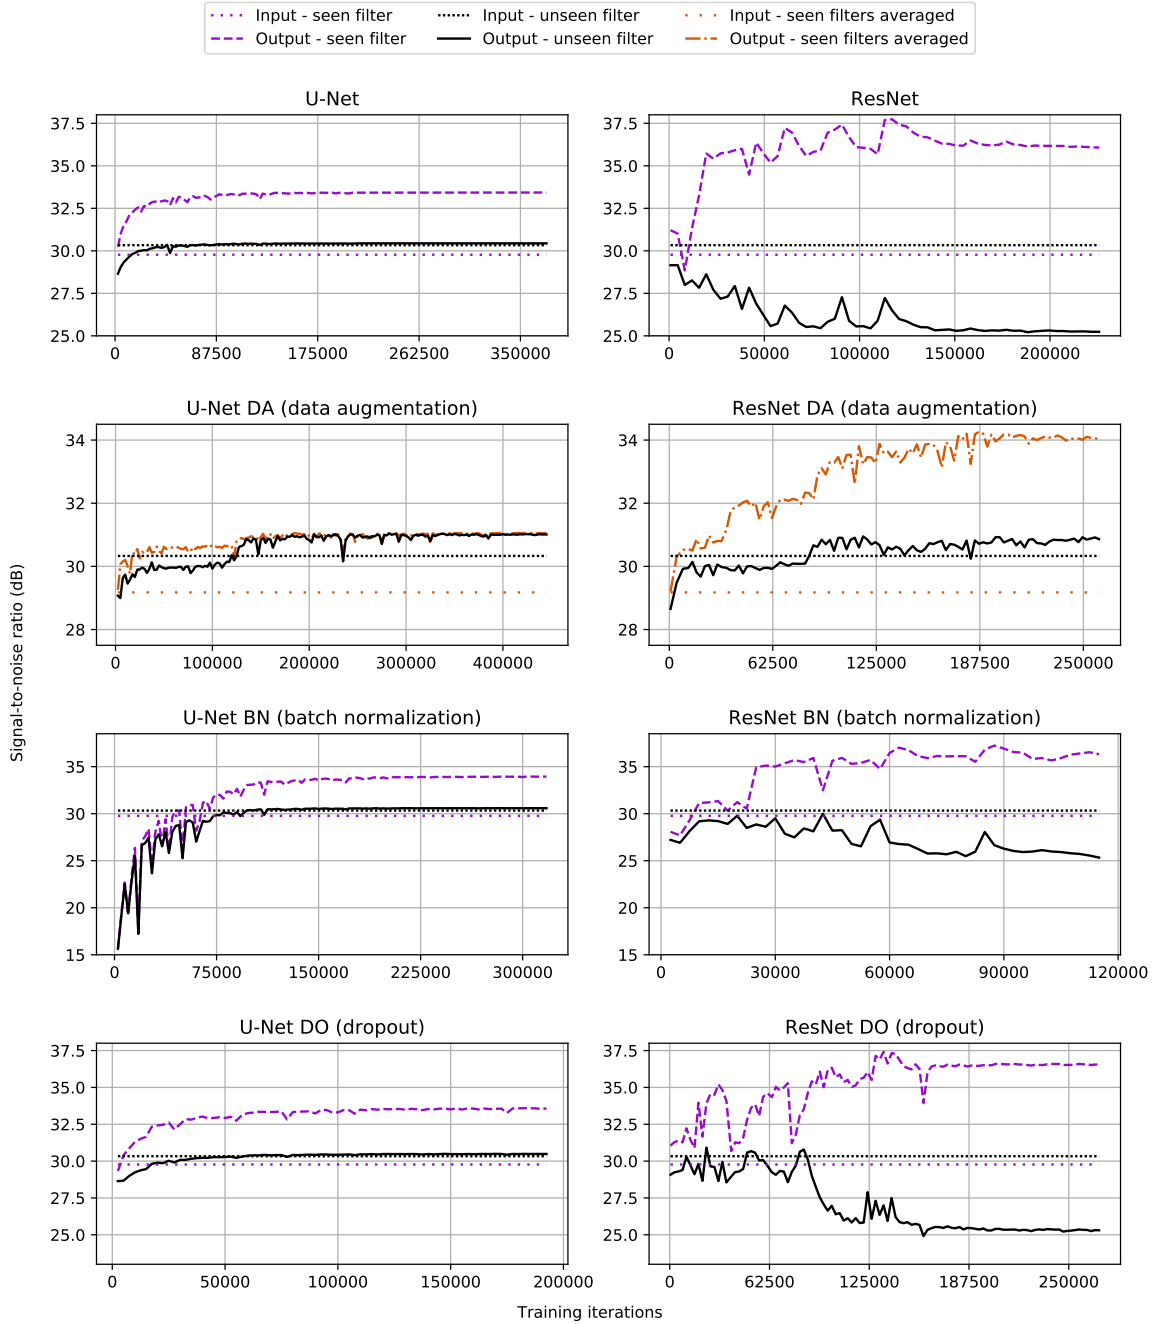 Input - seen filter Input - unseen filter Input - seen filters averaged
Output - seen filter Output - unseen filter Output - seen filters averaged
U-Net ResNet
37.5 37.5
35.0 35.0
32.5 32.5
30.0 30.0
27.5 27.5
25.0 25.0
0 87500 175000 262500 350000 0 50000 100000 150000 200000
U-Net DA (data augmentation) ResNet DA (data augmentation)
34 34
32 32
30 30
28 28
0 100000 200000 300000 400000 0 62500 125000 187500 250000
Signal-to-noise ratio (dB)
U-Net BN (batch normalization) ResNet BN (batch normalization)
35 35
30 30
25 25
20 20
15 15
0 75000 150000 225000 300000 0 30000 60000 90000 120000
U-Net DO (dropout) ResNet DO (dropout)
37.5 37.5
35.0 35.0
32.5 32.5
30.0 30.0
27.5 27.5
25.0 25.0
0 50000 100000 150000 200000 0 62500 125000 187500 250000
Training iterations